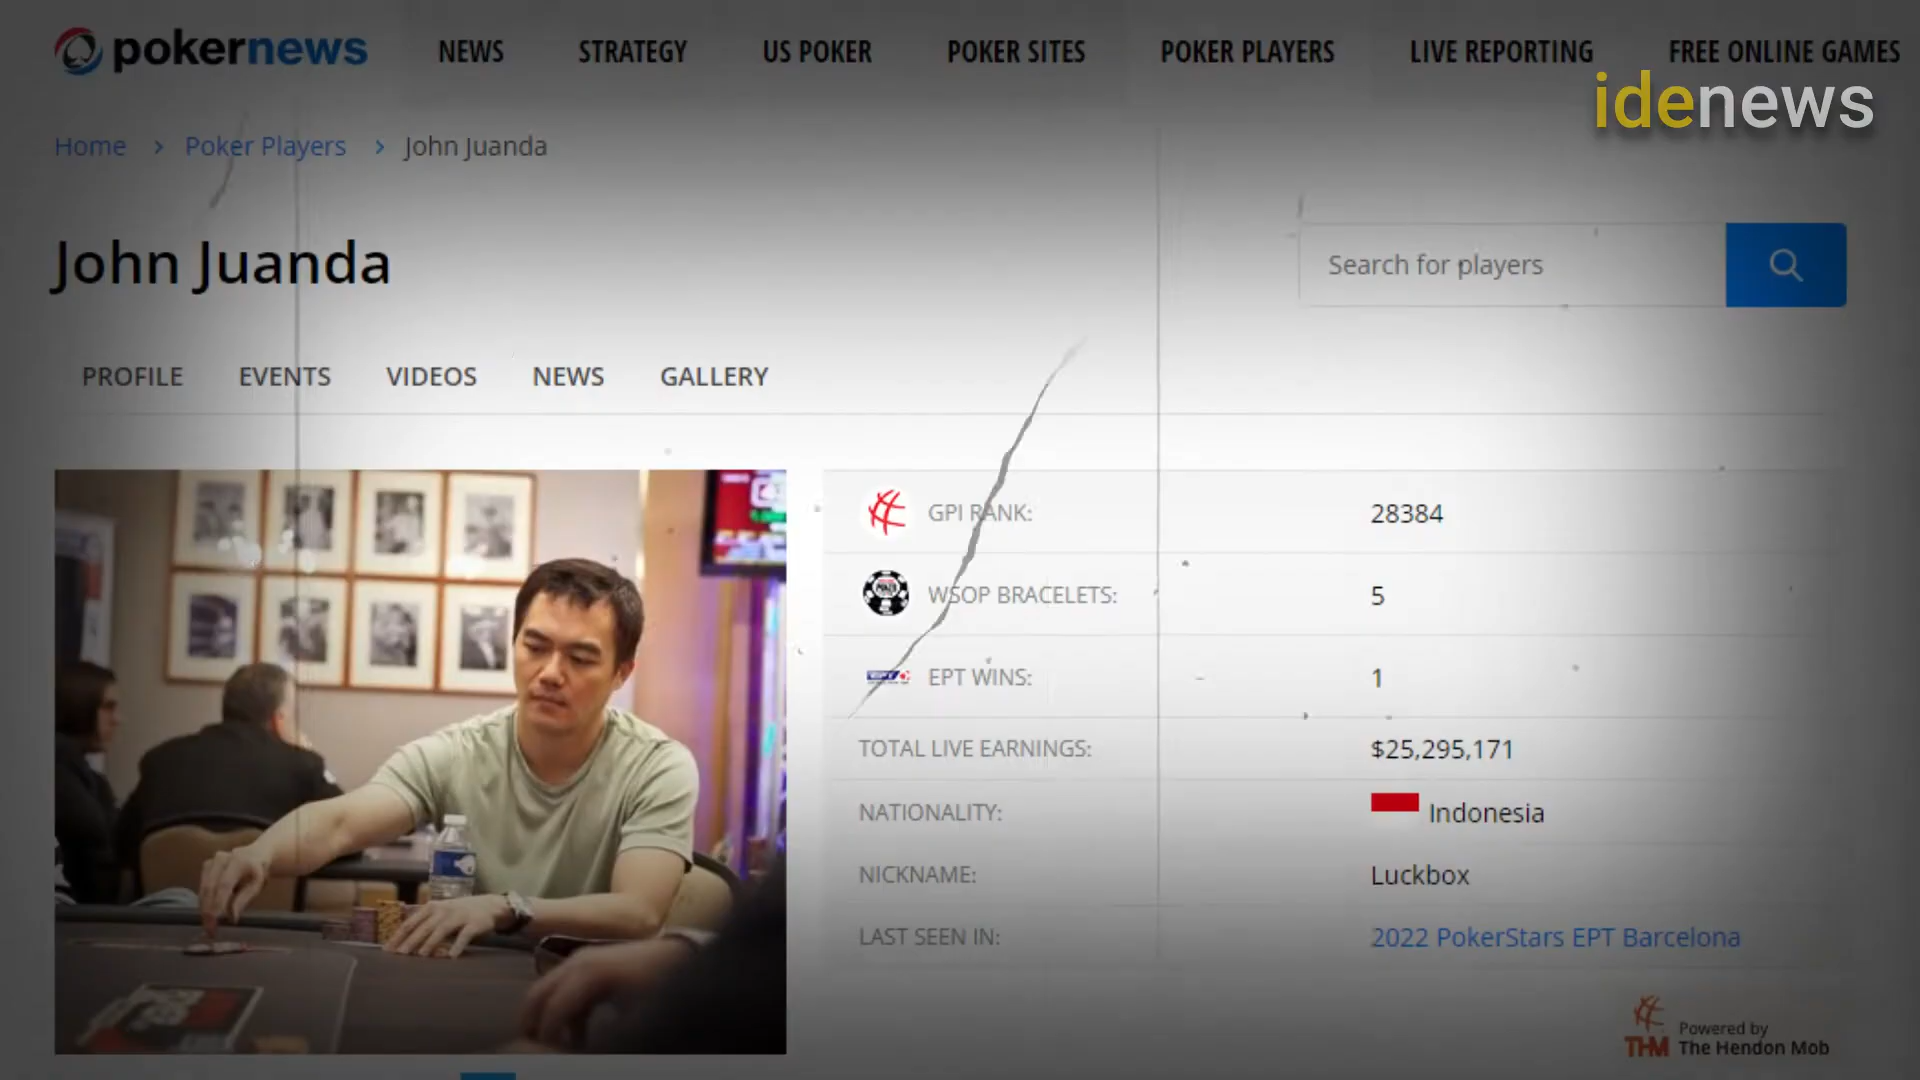 pokernews
NEWS STRATEGY US POKER POKER SITES POKER PLAYERS LIVE REPORTING FREE ONLINE GAMES
idenews
Home > Poker Players > John Juanda
John Juanda
Search for players
PROFILE EVENTS VIDEOS NEWS GALLERY
GPI RANK: 28384
WSOP BRACELETS: 5
EPT WINS: 1
TOTAL LIVE EARNINGS: $25,295,171
NATIONALITY: Indonesia
NICKNAME: Luckbox
LAST SEEN IN: 2022 PokerStars EPT Barcelona
Powered by
THM The Hendon Mob